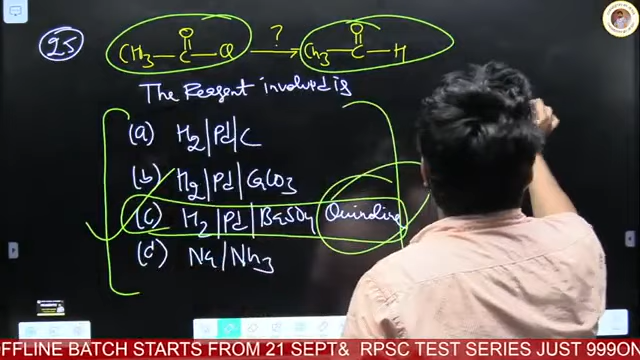 25
O O
CH3 — C — Cl ? → CH3 — C — H
The Reagent involved is
(a) H2|Pd|C
(b) H2|Pd|CaCO3
(c) H2|Pd|BaSO4 Quinoline
(d) Na/NH3
FFLINE BATCH STARTS FROM 21 SEPT& RPSC TEST SERIES JUST 999ON